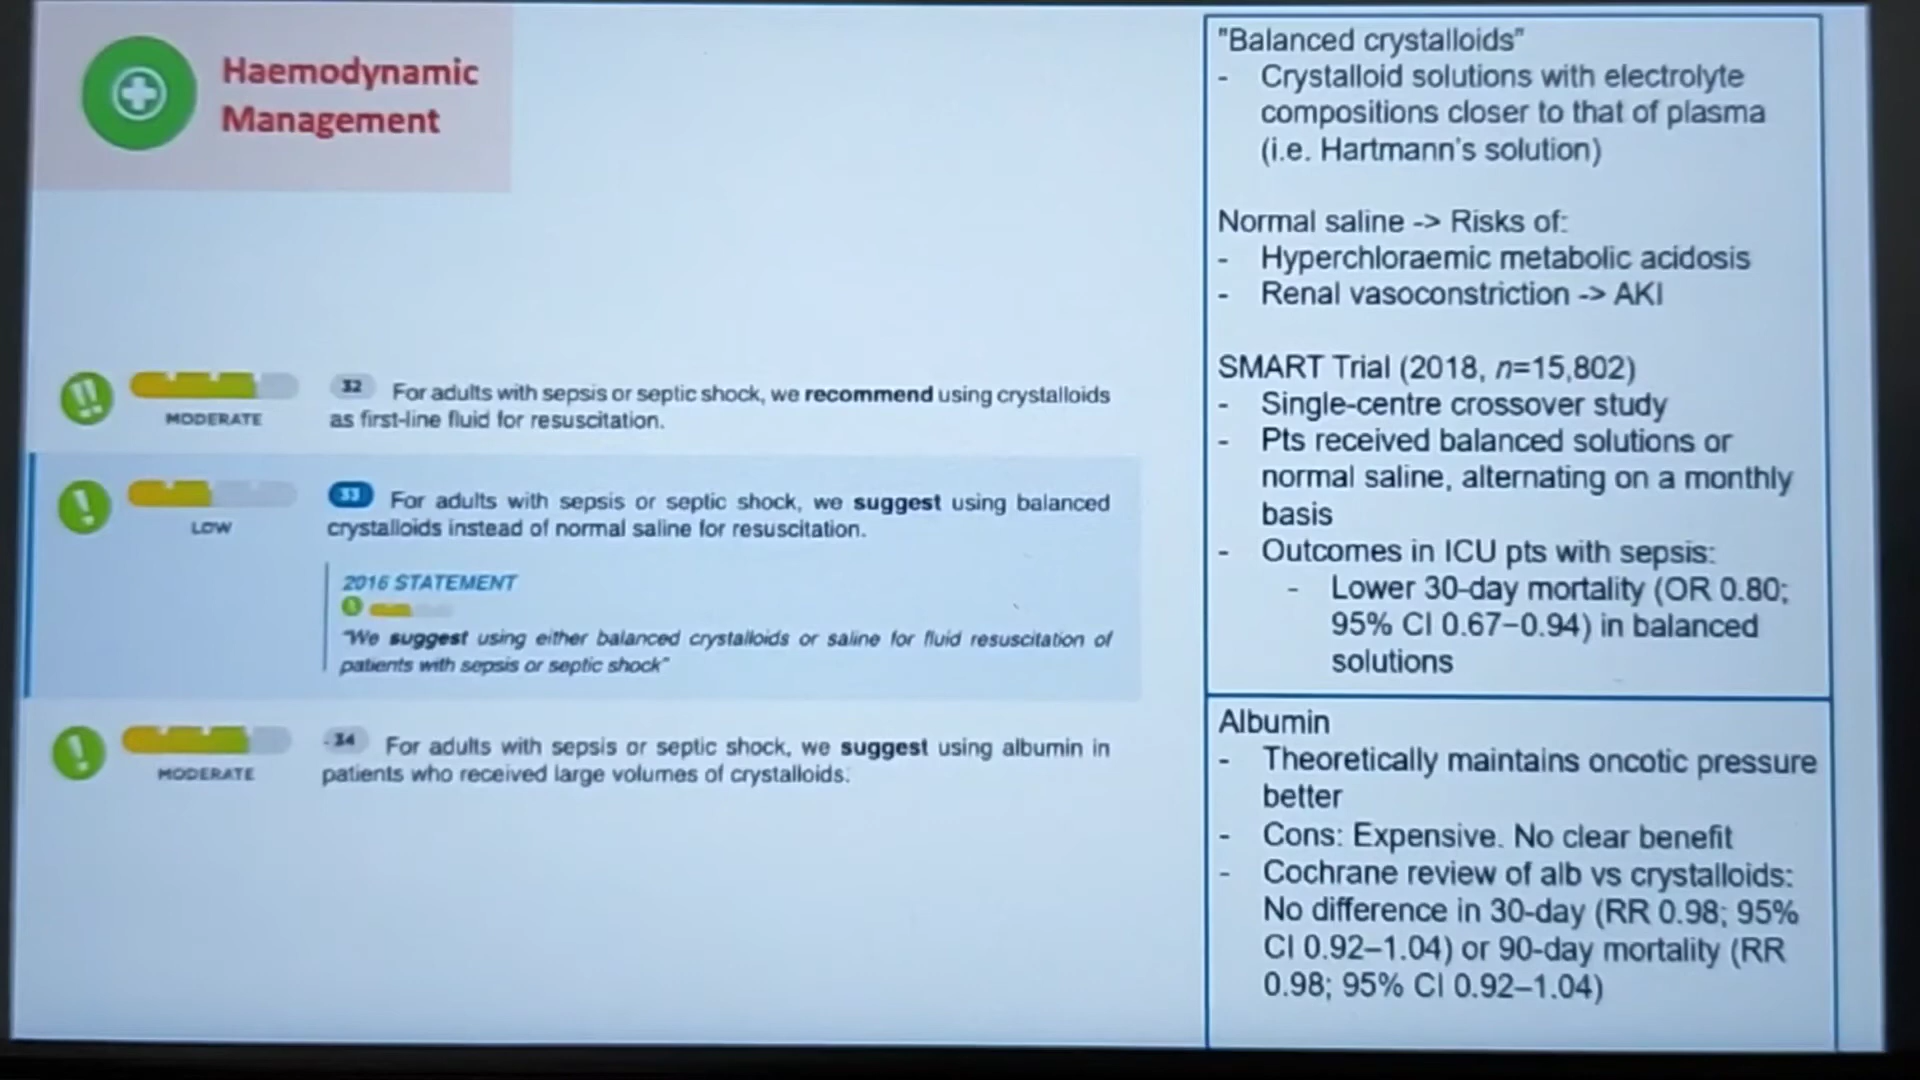 Haemodynamic
Management
MODERATE
32 For adults with sepsis or septic shock, we recommend using crystalloids
as first-line fluid for resuscitation.
LOW
33 For adults with sepsis or septic shock, we suggest using balanced
crystalloids instead of normal saline for resuscitation.
2016 STATEMENT
"We suggest using either balanced crystalloids or saline for fluid resuscitation of
patients with sepsis or septic shock"
MODERATE
34 For adults with sepsis or septic shock, we suggest using albumin in
patients who received large volumes of crystalloids.
"Balanced crystalloids"
- Crystalloid solutions with electrolyte
compositions closer to that of plasma
(i.e. Hartmann's solution)
Normal saline -> Risks of:
- Hyperchloraemic metabolic acidosis
- Renal vasoconstriction -> AKI
SMART Trial (2018, n=15,802)
- Single-centre crossover study
- Pts received balanced solutions or
normal saline, alternating on a monthly
basis
- Outcomes in ICU pts with sepsis:
- Lower 30-day mortality (OR 0.80;
95% CI 0.67–0.94) in balanced
solutions
Albumin
- Theoretically maintains oncotic pressure
better
- Cons: Expensive. No clear benefit
- Cochrane review of alb vs crystalloids:
No difference in 30-day (RR 0.98; 95%
CI 0.92–1.04) or 90-day mortality (RR
0.98; 95% CI 0.92–1.04)